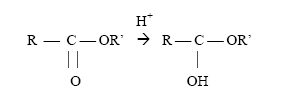 H+
R — C — OR' → R — C — OR'
| | |
O OH